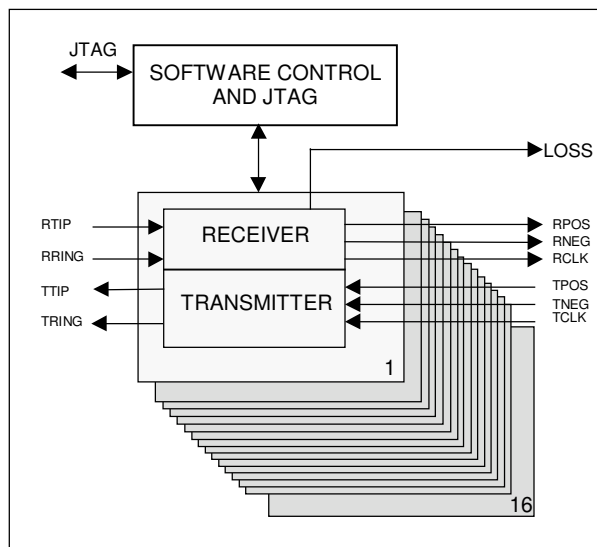 JTAG
SOFTWARE CONTROL
AND JTAG
LOSS
RTIP
RRING
TTIP
TRING
RECEIVER
TRANSMITTER
RPOS
RNEG
RCLK
TPOS
TNEG
TCLK
1
16